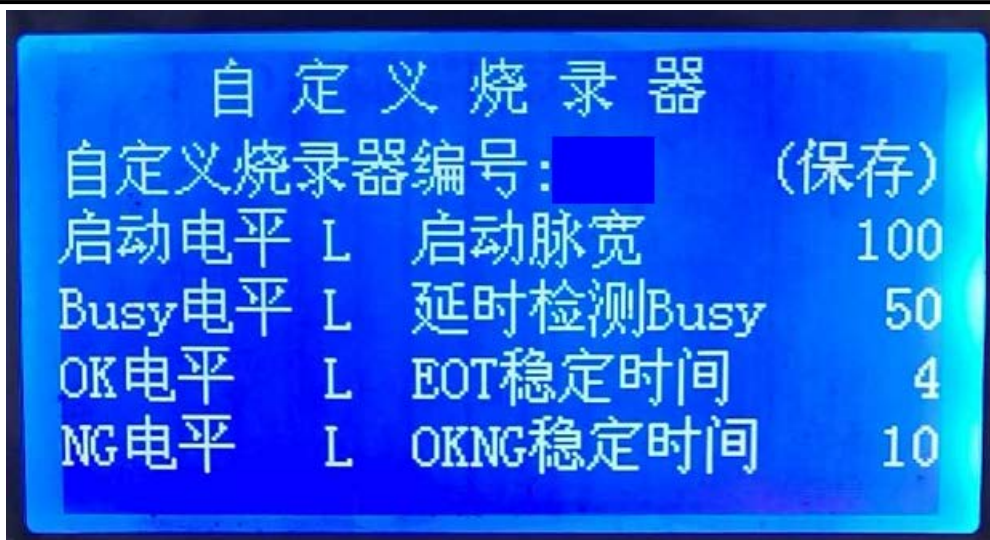 自定义烧录器
自定义烧录器编号: (保存)
启动电平 L 启动脉宽 100
Busy电平 L 延时检测Busy 50
OK电平 L EOT稳定时间 4
NG电平 L OKNG稳定时间 10